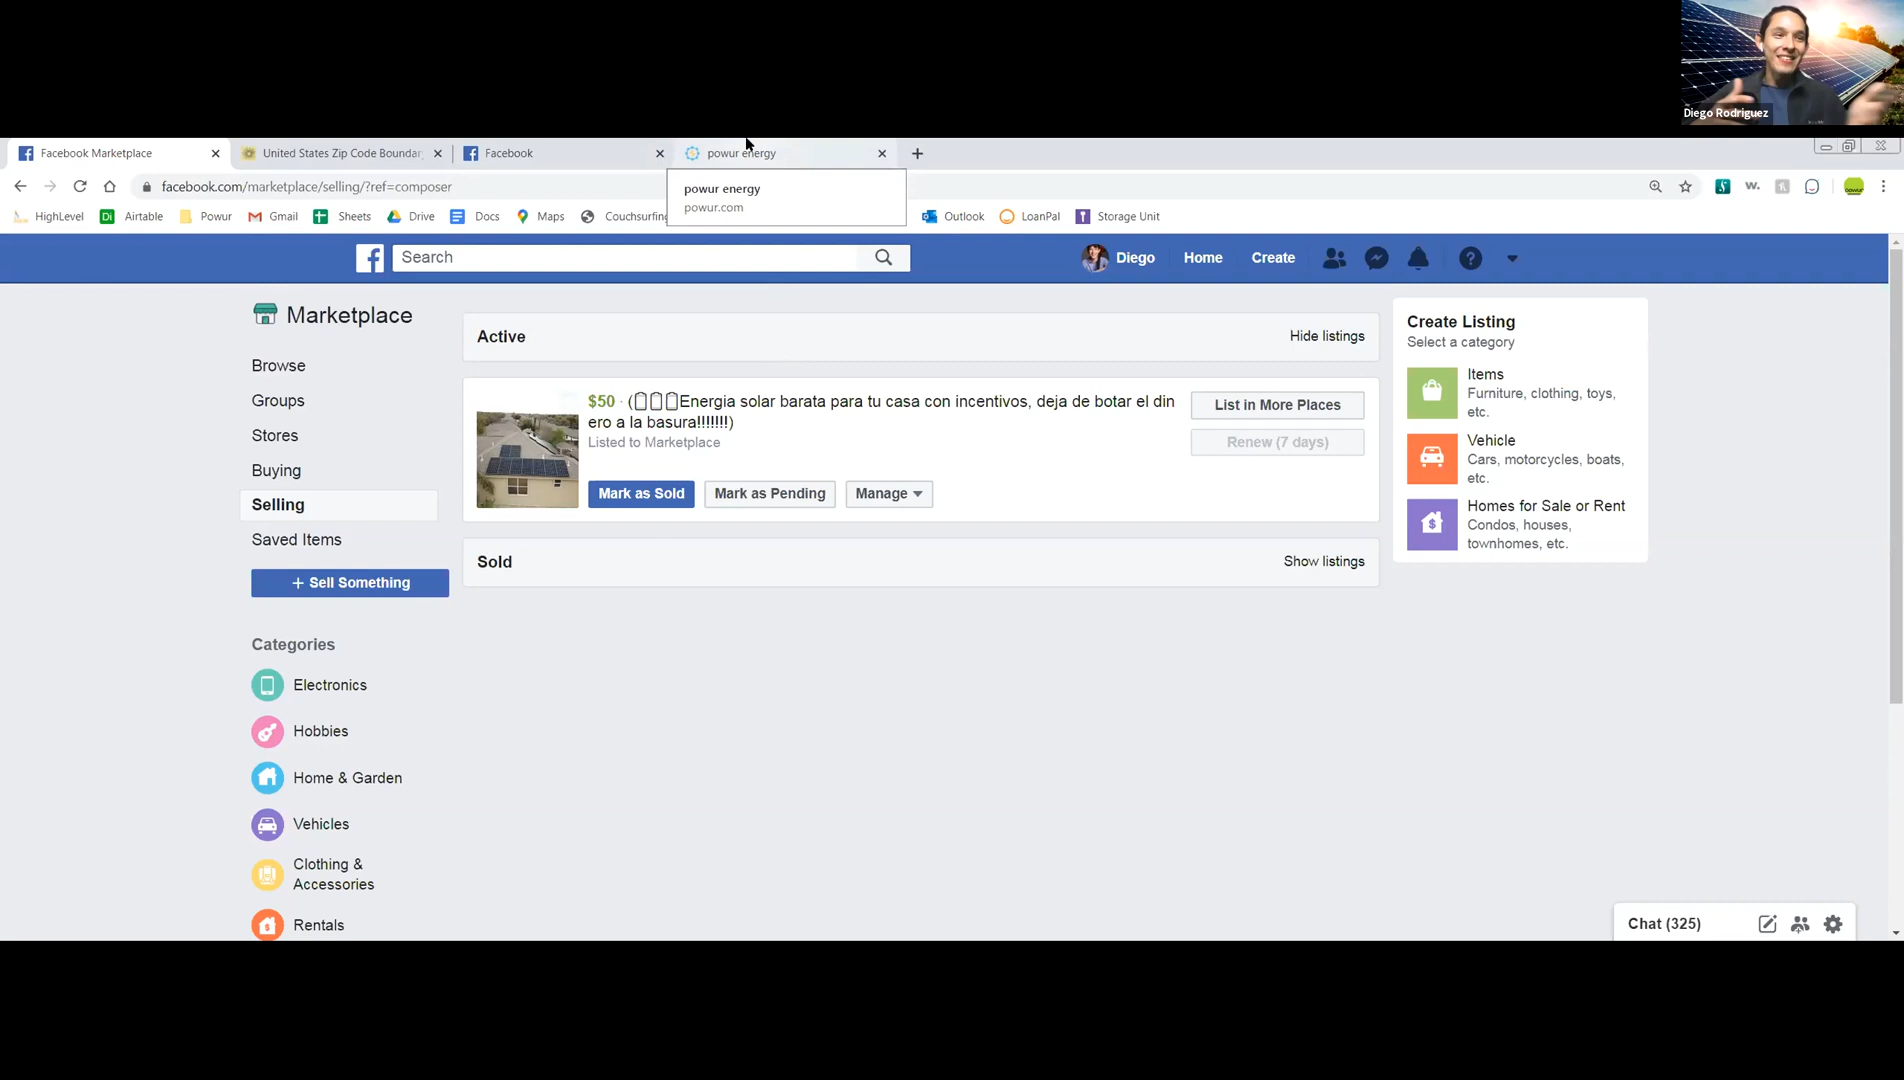 Diego Rodriguez
Facebook Marketplace
United States Zip Code Boundar
Facebook
powur energy
facebook.com/marketplace/selling/?ref=composer
powur energy
powur.com
HighLevel
Di Airtable
Powur
Gmail
Sheets
Drive
Docs
Maps
Couchsurfing
Outlook
LoanPal
Storage Unit
Search
Diego
Home
Create
Marketplace
Browse
Groups
Stores
Buying
Selling
Saved Items
+ Sell Something
Categories
Electronics
Hobbies
Home & Garden
Vehicles
Clothing &
Accessories
Rentals
Active
Hide listings
$50 · (Energia solar barata para tu casa con incentivos, deja de botar el din
ero a la basura!!!!!!!)
Listed to Marketplace
Mark as Sold
Mark as Pending
Manage
List in More Places
Renew (7 days)
Sold
Show listings
Create Listing
Select a category
Items
Furniture, clothing, toys,
etc.
Vehicle
Cars, motorcycles, boats,
etc.
Homes for Sale or Rent
Condos, houses,
townhomes, etc.
Chat (325)